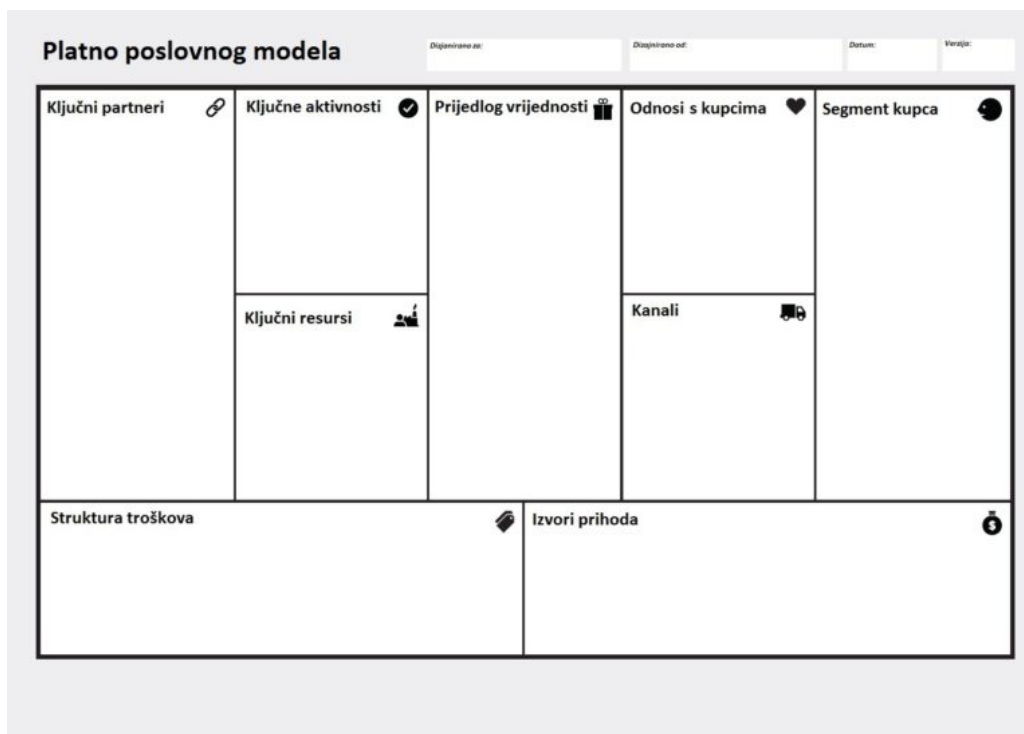 Platno poslovnog modela
Disjanirano za:
Dizajnirano od:
Datum:
Verzija:
Ključni partneri
Ključne aktivnosti
Prijedlog vrijednosti
Odnosi s kupcima
Segment kupca
Ključni resursi
Kanali
Struktura troškova
Izvori prihoda
$